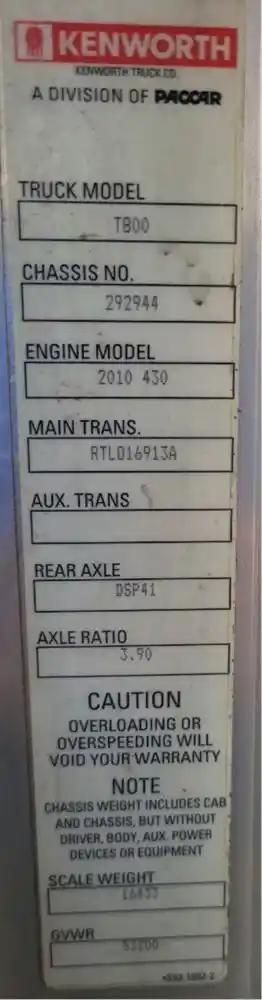 KENWORTH
KENWORTH TRUCK CO.
A DIVISION OF PACCAR
TRUCK MODEL
T800
CHASSIS NO.
292944
ENGINE MODEL
2010 430
MAIN TRANS.
RTLO16913A
AUX. TRANS
REAR AXLE
DSP41
AXLE RATIO
3.90
CAUTION
OVERLOADING OR
OVERSPEEDING WILL
VOID YOUR WARRANTY
NOTE
CHASSIS WEIGHT INCLUDES CAB
AND CHASSIS, BUT WITHOUT
DRIVER, BODY, AUX. POWER
DEVICES OR EQUIPMENT
SCALE WEIGHT
GVWR
53200